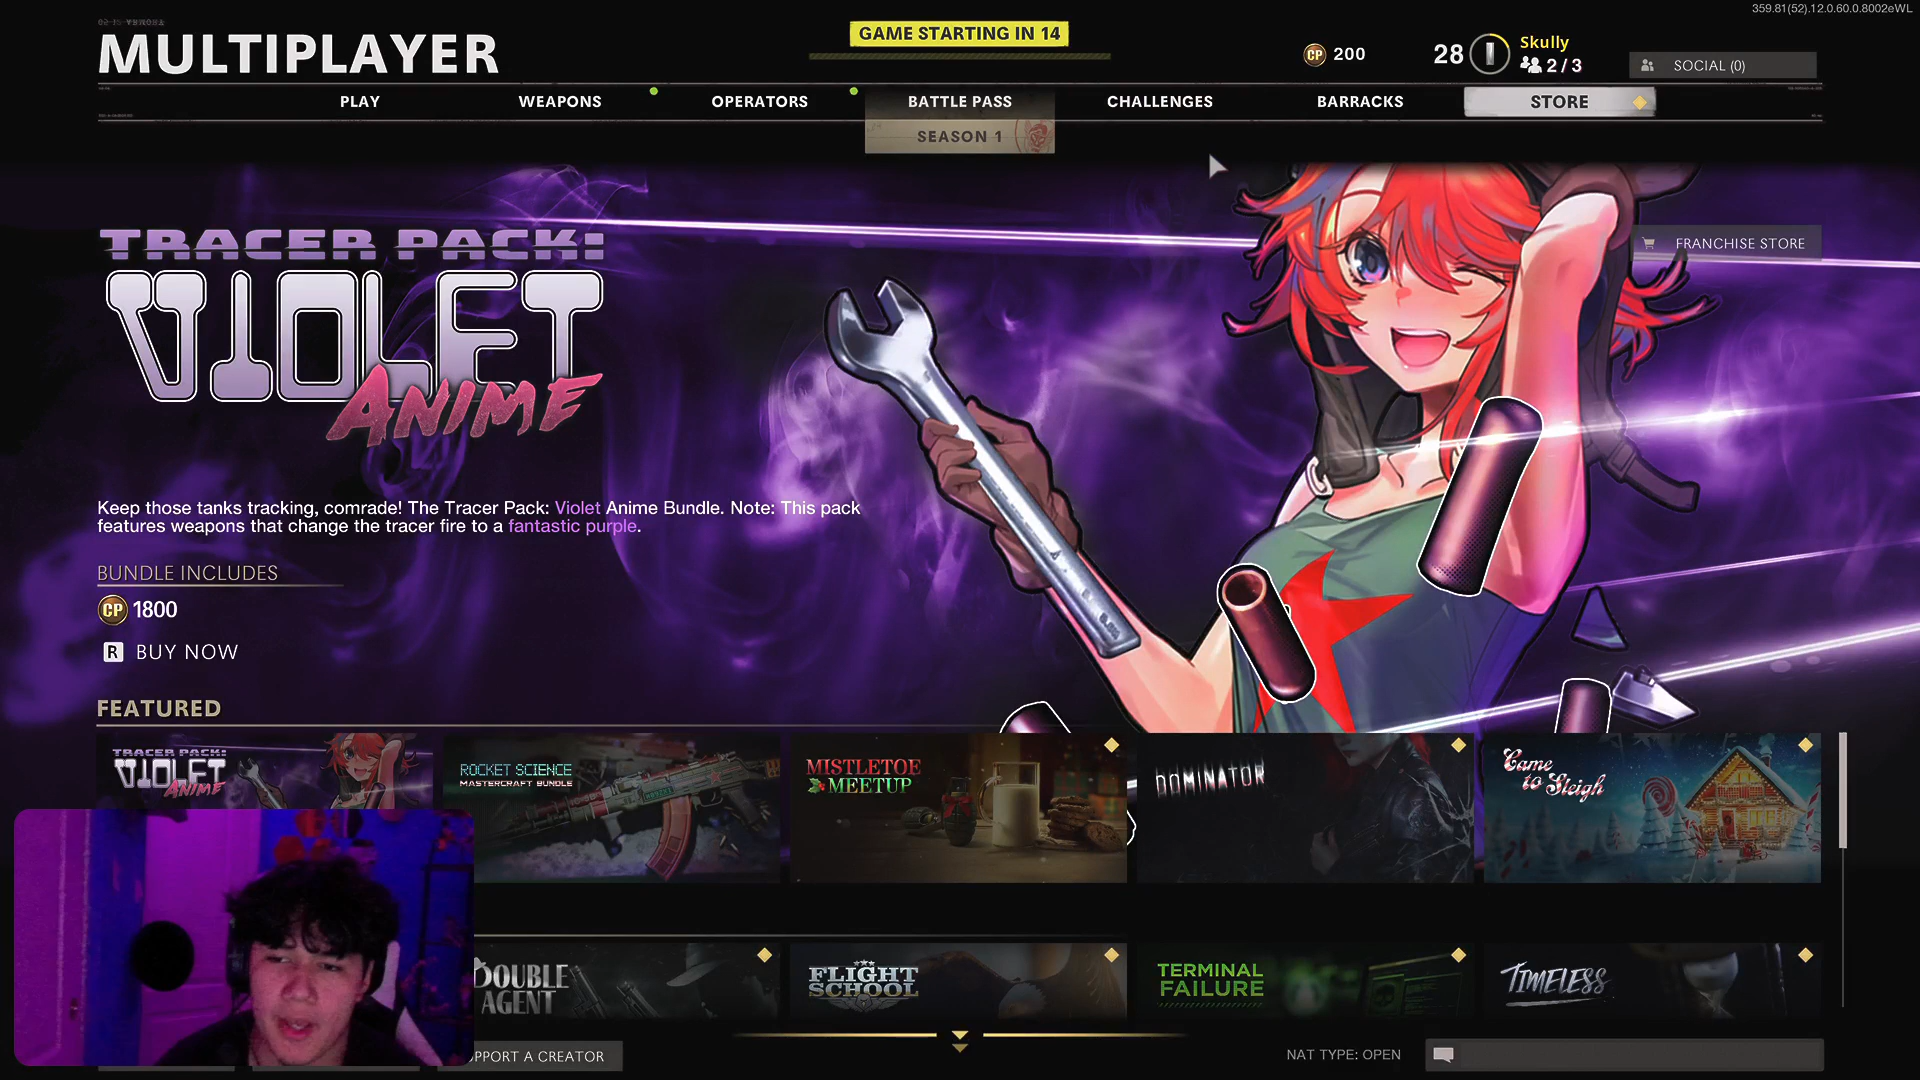 359.81(52).12.0.60.0.8002eWL
MULTIPLAYER
GAME STARTING IN 14
CP 200
28
Skully
2 / 3
SOCIAL (0)
PLAY
WEAPONS
OPERATORS
BATTLE PASS
CHALLENGES
BARRACKS
STORE
SEASON 1
FRANCHISE STORE
TRACER PACK:
VIOLET
ANIME
Keep those tanks tracking, comrade! The Tracer Pack: Violet Anime Bundle. Note: This pack
features weapons that change the tracer fire to a fantastic purple.
BUNDLE INCLUDES
CP 1800
R BUY NOW
FEATURED
TRACER PACK:
VIOLET
ANIME
ROCKET SCIENCE
MASTERCRAFT BUNDLE
MISTLETOE
MEETUP
DOMINATOR
Came
to Sleigh
DOUBLE
AGENT
FLIGHT
SCHOOL
TERMINAL
FAILURE
TIMELESS
PPORT A CREATOR
NAT TYPE: OPEN